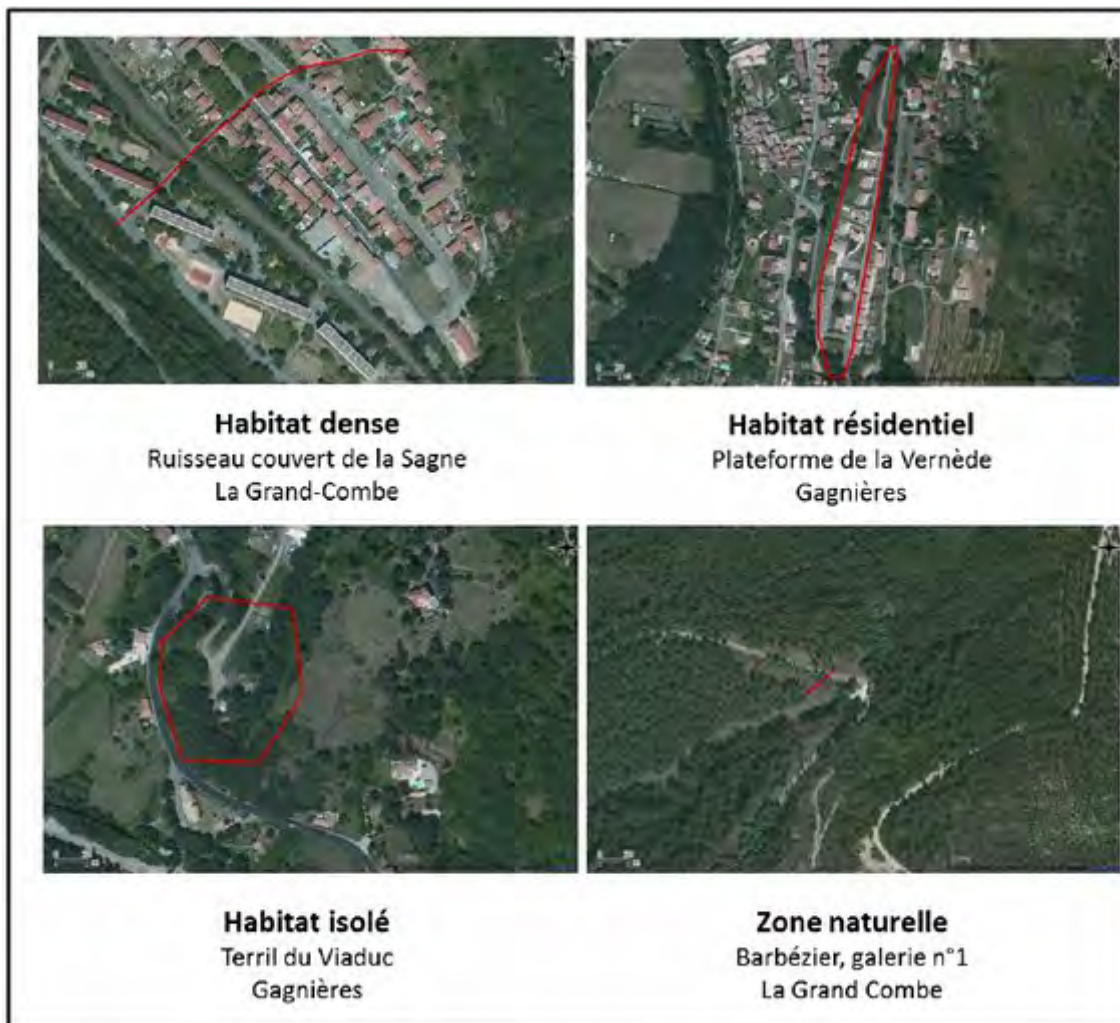 Habitat dense
Ruisseau couvert de la Sagne
La Grand-Combe
Habitat résidentiel
Plateforme de la Vernède
Gagnières
Habitat isolé
Terril du Viaduc
Gagnières
Zone naturelle
Barbézier, galerie n°1
La Grand Combe